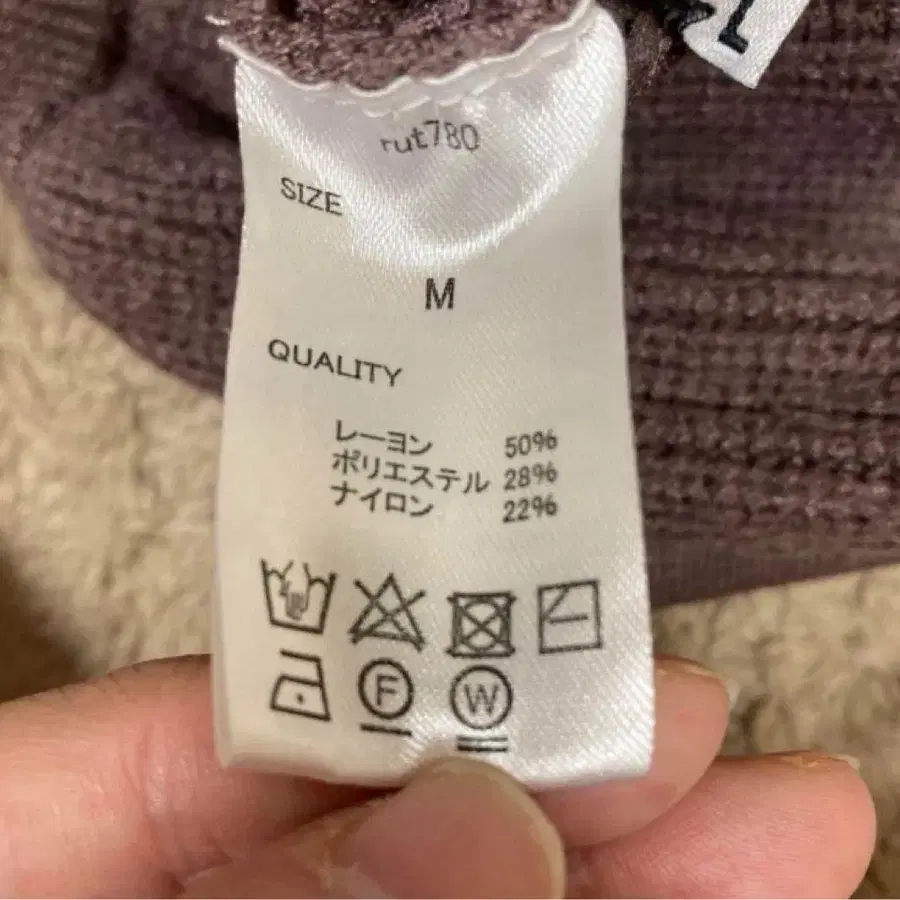 rut780
SIZE
M
QUALITY
レーヨン 50%
ポリエステル 28%
ナイロン 22%
F
W